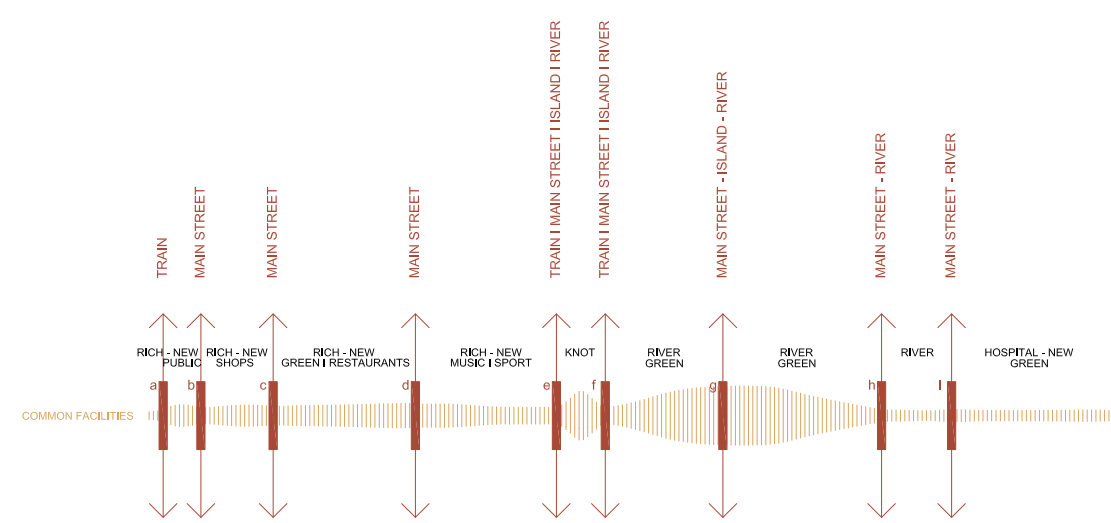 TRAIN
MAIN STREET
MAIN STREET
MAIN STREET
TRAIN I MAIN STREET I ISLAND I RIVER
TRAIN I MAIN STREET I ISLAND I RIVER
MAIN STREET - ISLAND - RIVER
MAIN STREET - RIVER
MAIN STREET - RIVER
RICH - NEW
PUBLIC
RICH - NEW
SHOPS
RICH - NEW
GREEN I RESTAURANTS
RICH - NEW
MUSIC I SPORT
KNOT
RIVER
GREEN
RIVER
GREEN
RIVER
HOSPITAL - NEW
GREEN
a
b
c
d
e
f
g
h
I
COMMON FACILITIES